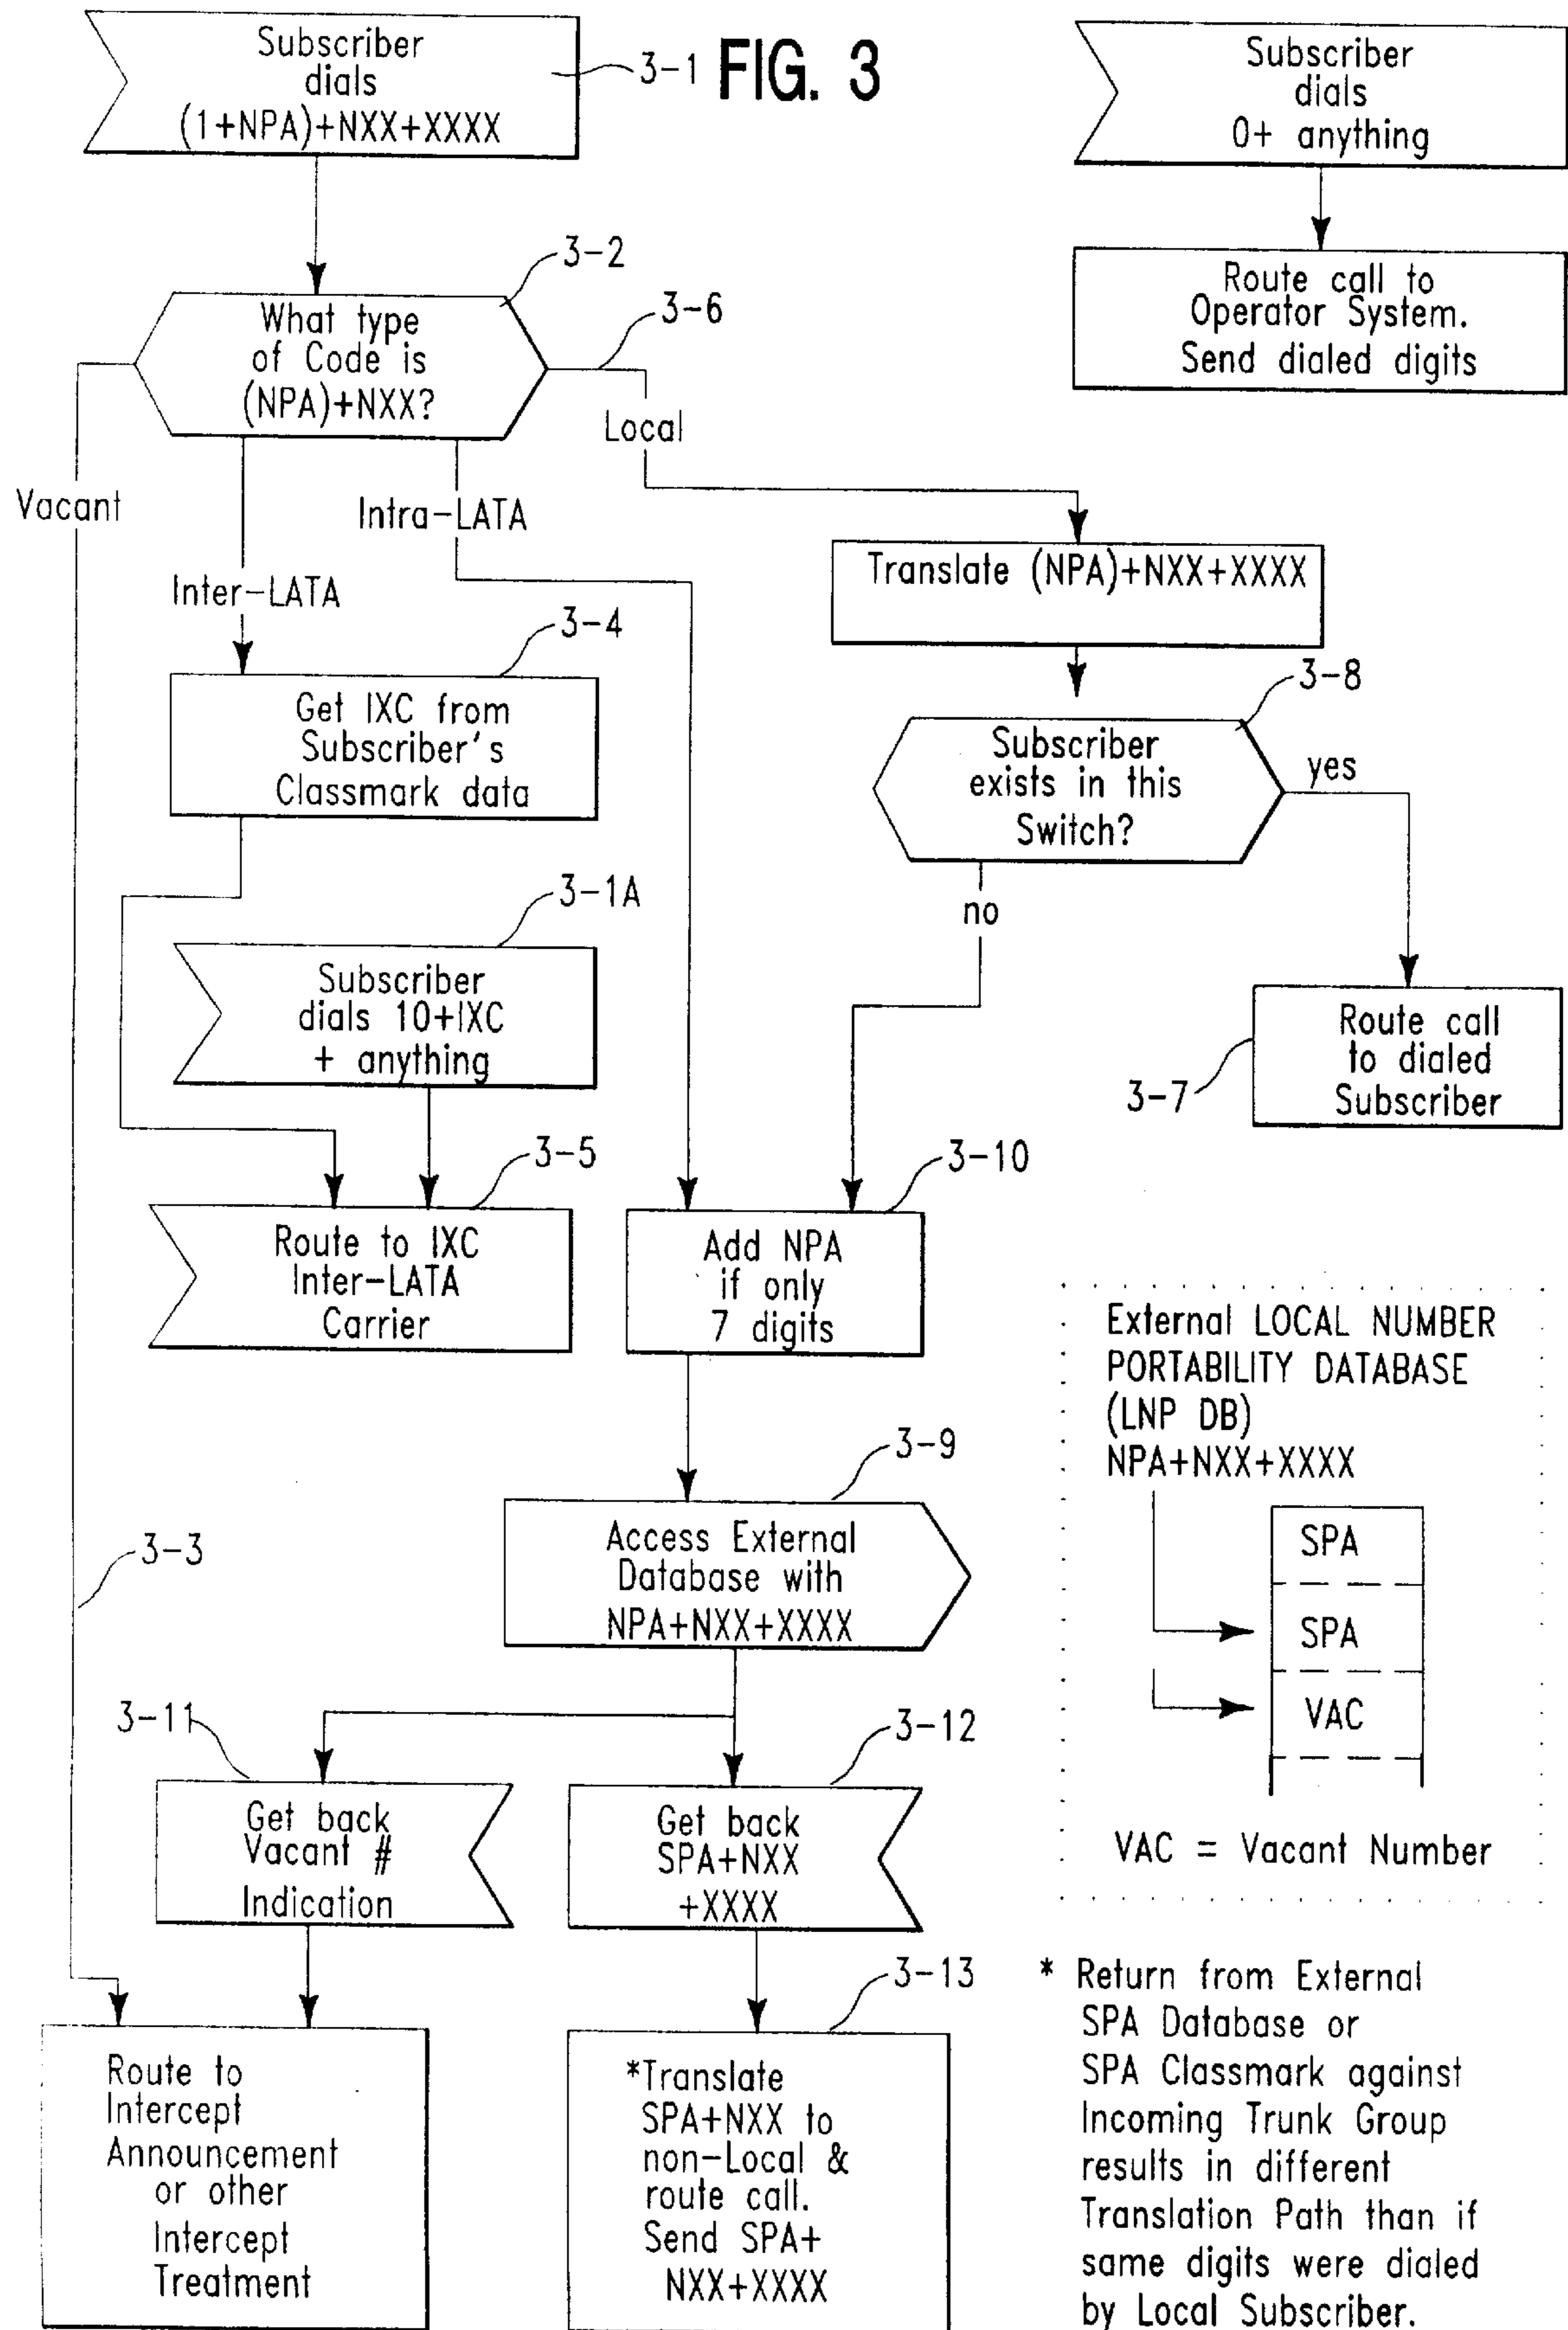 Subscriber
dials
(1+NPA)+NXX+XXXX
3-1
FIG. 3
Subscriber
dials
0+ anything
Route call to
Operator System.
Send dialed digits
3-2
What type
of Code is
(NPA)+NXX?
3-6
Local
Vacant
Intra-LATA
Inter-LATA
Translate (NPA)+NXX+XXXX
3-4
Get IXC from
Subscriber's
Classmark data
3-8
Subscriber
exists in this
Switch?
yes
no
3-1A
Subscriber
dials 10+IXC
+ anything
Route call
to dialed
Subscriber
3-7
3-5
Route to IXC
Inter-LATA
Carrier
3-10
Add NPA
if only
7 digits
External LOCAL NUMBER
PORTABILITY DATABASE
(LNP DB)
NPA+NXX+XXXX
SPA
SPA
VAC
VAC = Vacant Number
3-9
Access External
Database with
NPA+NXX+XXXX
3-3
3-11
Get back
Vacant #
Indication
3-12
Get back
SPA+NXX
+XXXX
Route to
Intercept
Announcement
or other
Intercept
Treatment
3-13
*Translate
SPA+NXX to
non-Local &
route call.
Send SPA+
NXX+XXXX
* Return from External
SPA Database or
SPA Classmark against
Incoming Trunk Group
results in different
Translation Path than if
same digits were dialed
by Local Subscriber.